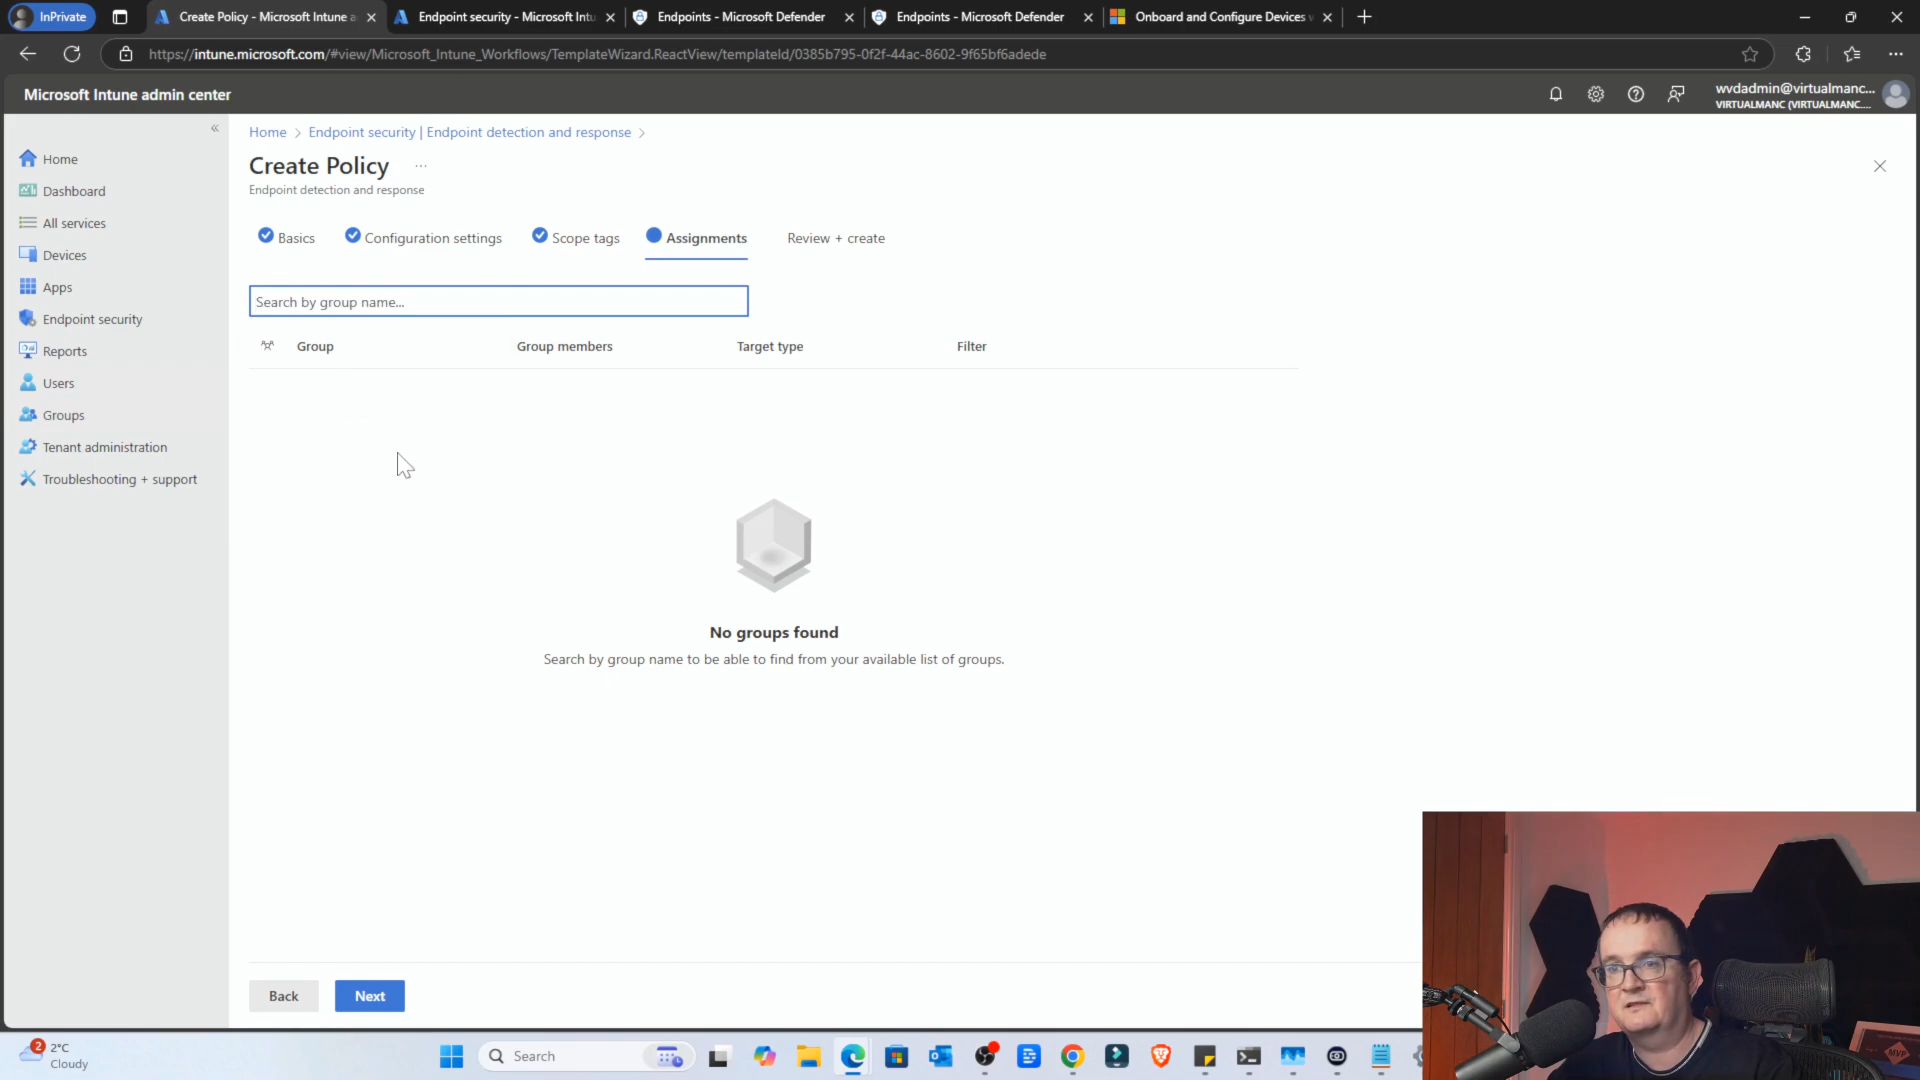 InPrivate
Create Policy - Microsoft Intune a
Endpoint security - Microsoft Intu
Endpoints - Microsoft Defender
Endpoints - Microsoft Defender
Onboard and Configure Devices w
https://intune.microsoft.com/#view/Microsoft_Intune_Workflows/TemplateWizard.ReactView/templateId/0385b795-0f2f-44ac-8602-9f65bf6adede
Microsoft Intune admin center
wvdadmin@virtualmanc...
VIRTUALMANC (VIRTUALMANC....
Home
Dashboard
All services
Devices
Apps
Endpoint security
Reports
Users
Groups
Tenant administration
Troubleshooting + support
Home > Endpoint security | Endpoint detection and response >
Create Policy ...
Endpoint detection and response
Basics
Configuration settings
Scope tags
Assignments
Review + create
Search by group name...
Group
Group members
Target type
Filter
No groups found
Search by group name to be able to find from your available list of groups.
Back
Next
2
2°C
Cloudy
Search
MVP